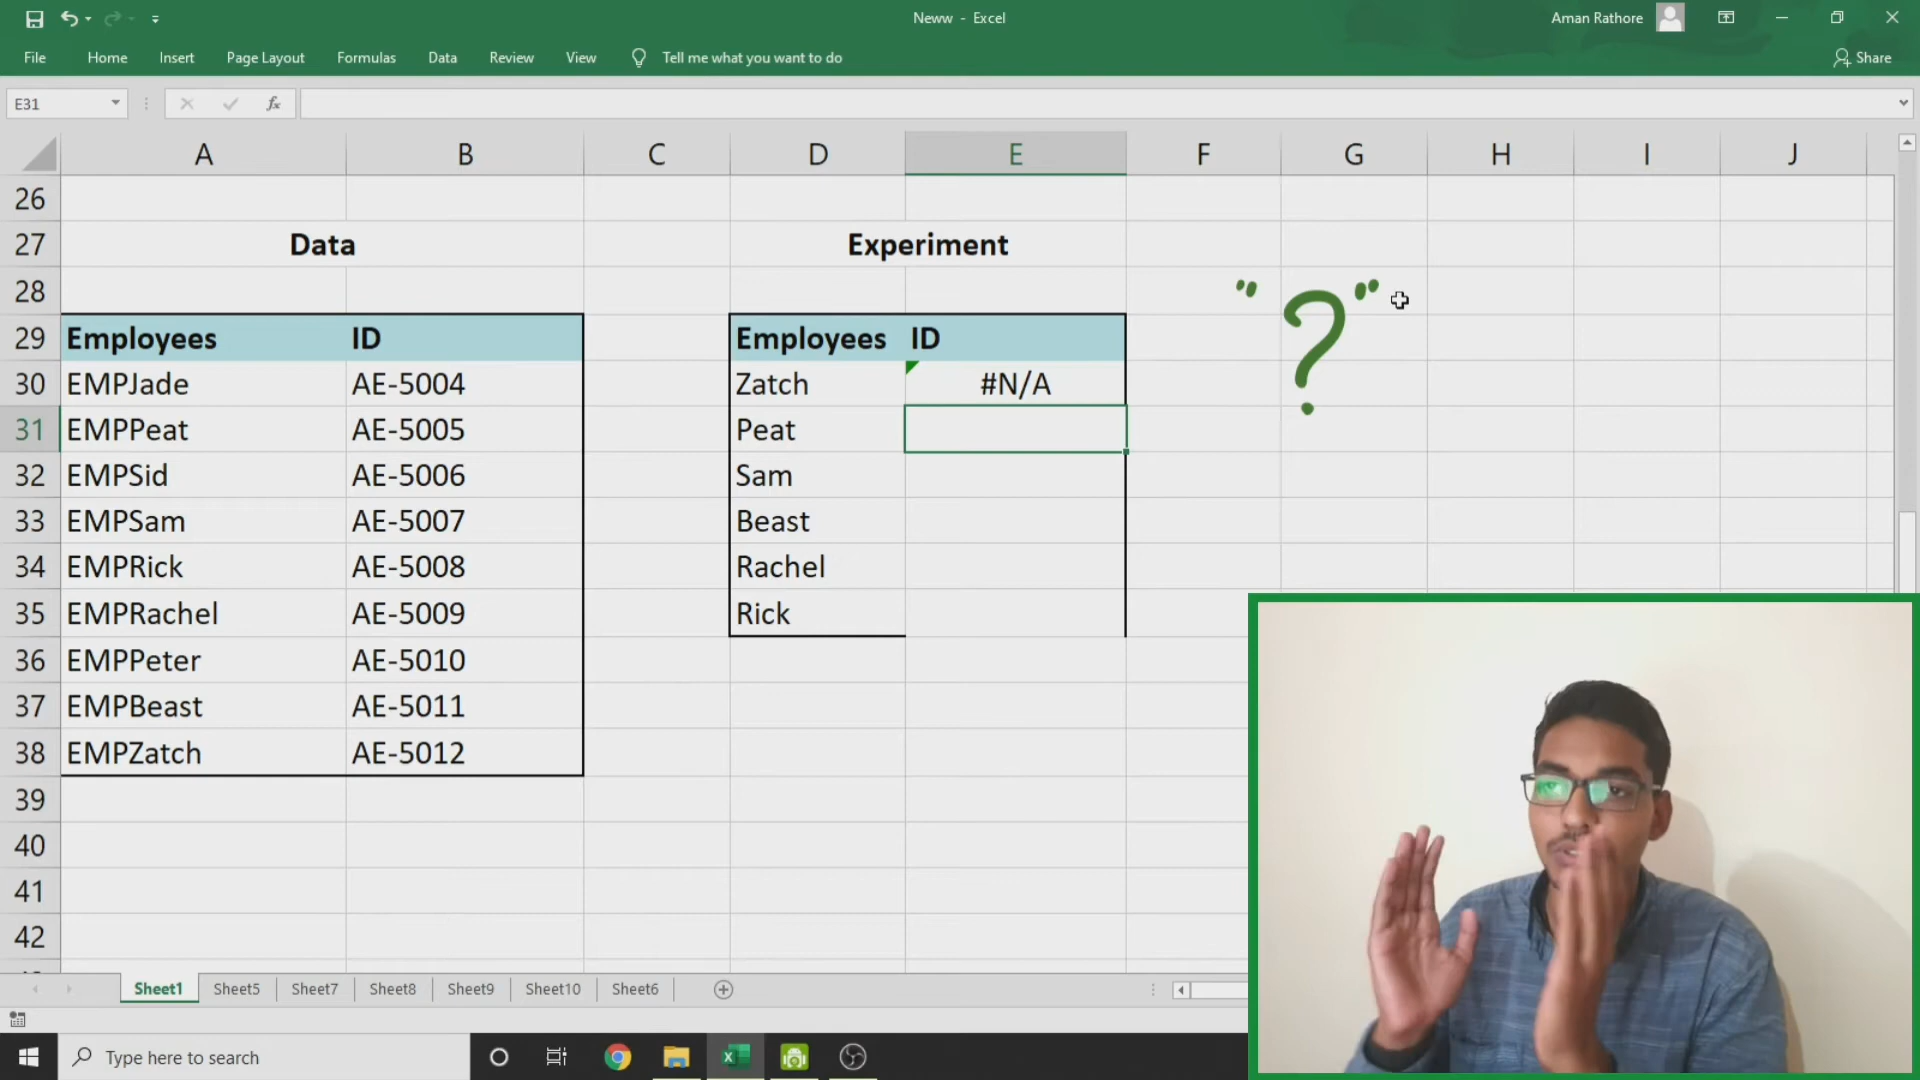 Neww - Excel
Aman Rathore
File Home Insert Page Layout Formulas Data Review View Tell me what you want to do
Share
E31
fx
A B C D E F G H I J
26
27 Data Experiment
28 "?"
29 Employees ID Employees ID
30 EMPJade AE-5004 Zatch #N/A
31 EMPPeat AE-5005 Peat
32 EMPSid AE-5006 Sam
33 EMPSam AE-5007 Beast
34 EMPRick AE-5008 Rachel
35 EMPRachel AE-5009 Rick
36 EMPPeter AE-5010
37 EMPBeast AE-5011
38 EMPZatch AE-5012
39
40
41
42
Sheet1 Sheet5 Sheet7 Sheet8 Sheet9 Sheet10 Sheet6
Type here to search